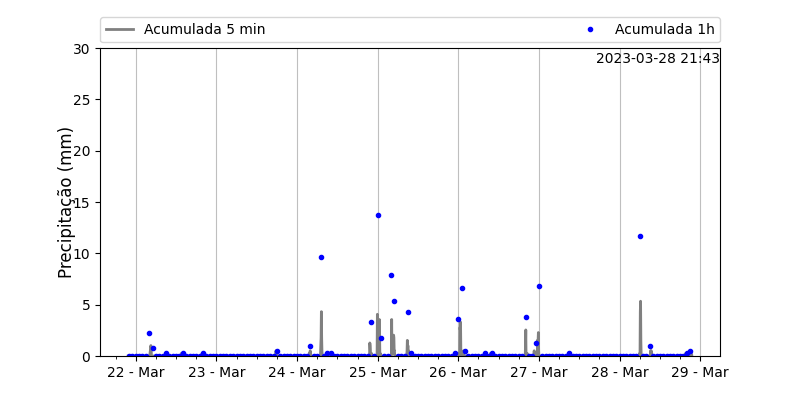 Acumulada 5 min
Acumulada 1h
2023-03-28 21:43
Precipitação (mm)
30
25
20
15
10
5
0
22 - Mar
23 - Mar
24 - Mar
25 - Mar
26 - Mar
27 - Mar
28 - Mar
29 - Mar